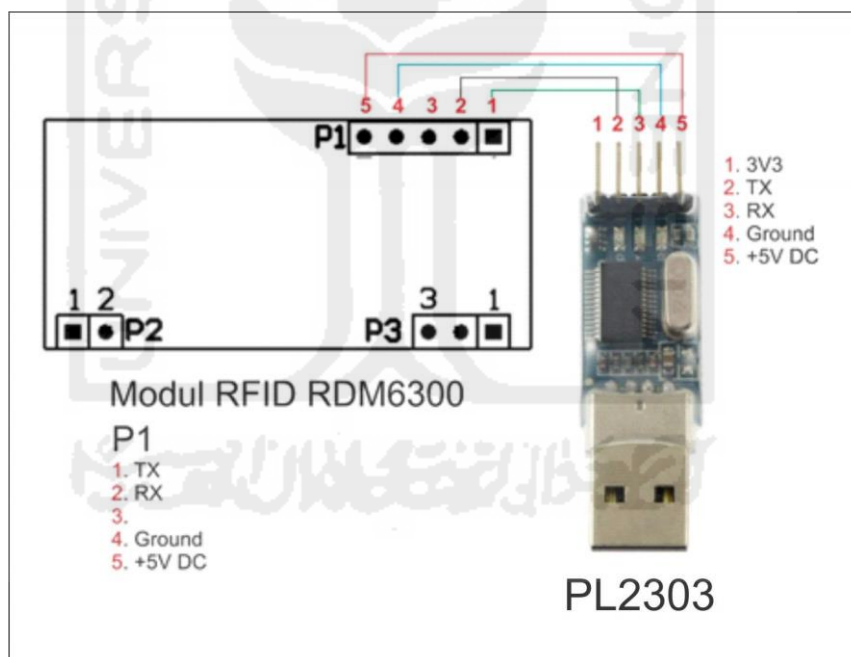 5 4 3 2 1
P1
1 2 3 4 5
1. 3V3
2. TX
3. RX
4. Ground
5. +5V DC
1 2
P2
3 1
P3
Modul RFID RDM6300
P1
1. TX
2. RX
3.
4. Ground
5. +5V DC
PL2303